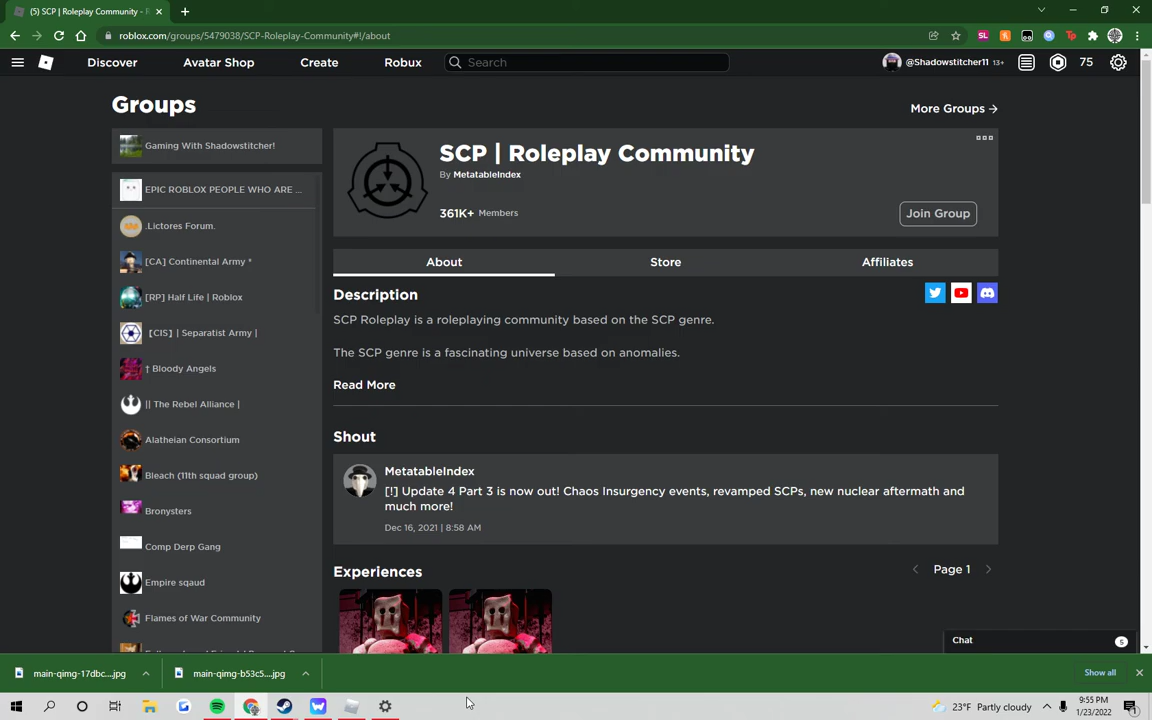 (5) SCP | Roleplay Community - R
roblox.com/groups/5479038/SCP-Roleplay-Community#!/about
Discover
Avatar Shop
Create
Robux
Search
@Shadowstitcher11 13+
75
Groups
More Groups →
Gaming With Shadowstitcher!
EPIC ROBLOX PEOPLE WHO ARE ...
.Lictores Forum.
[CA] Continental Army *
[RP] Half Life | Roblox
【CIS】| Separatist Army |
† Bloody Angels
|| The Rebel Alliance |
Alatheian Consortium
Bleach (11th squad group)
Bronysters
Comp Derp Gang
Empire sqaud
Flames of War Community
SCP | Roleplay Community
By MetatableIndex
361K+ Members
Join Group
About
Store
Affiliates
Description
SCP Roleplay is a roleplaying community based on the SCP genre.
The SCP genre is a fascinating universe based on anomalies.
Read More
Shout
MetatableIndex
[!] Update 4 Part 3 is now out! Chaos Insurgency events, revamped SCPs, new nuclear aftermath and
much more!
Dec 16, 2021 | 8:58 AM
Experiences
Page 1
Chat
5
main-qimg-17dbc....jpg
main-qimg-b53c5....jpg
Show all
23°F Partly cloudy
9:55 PM
1/23/2022